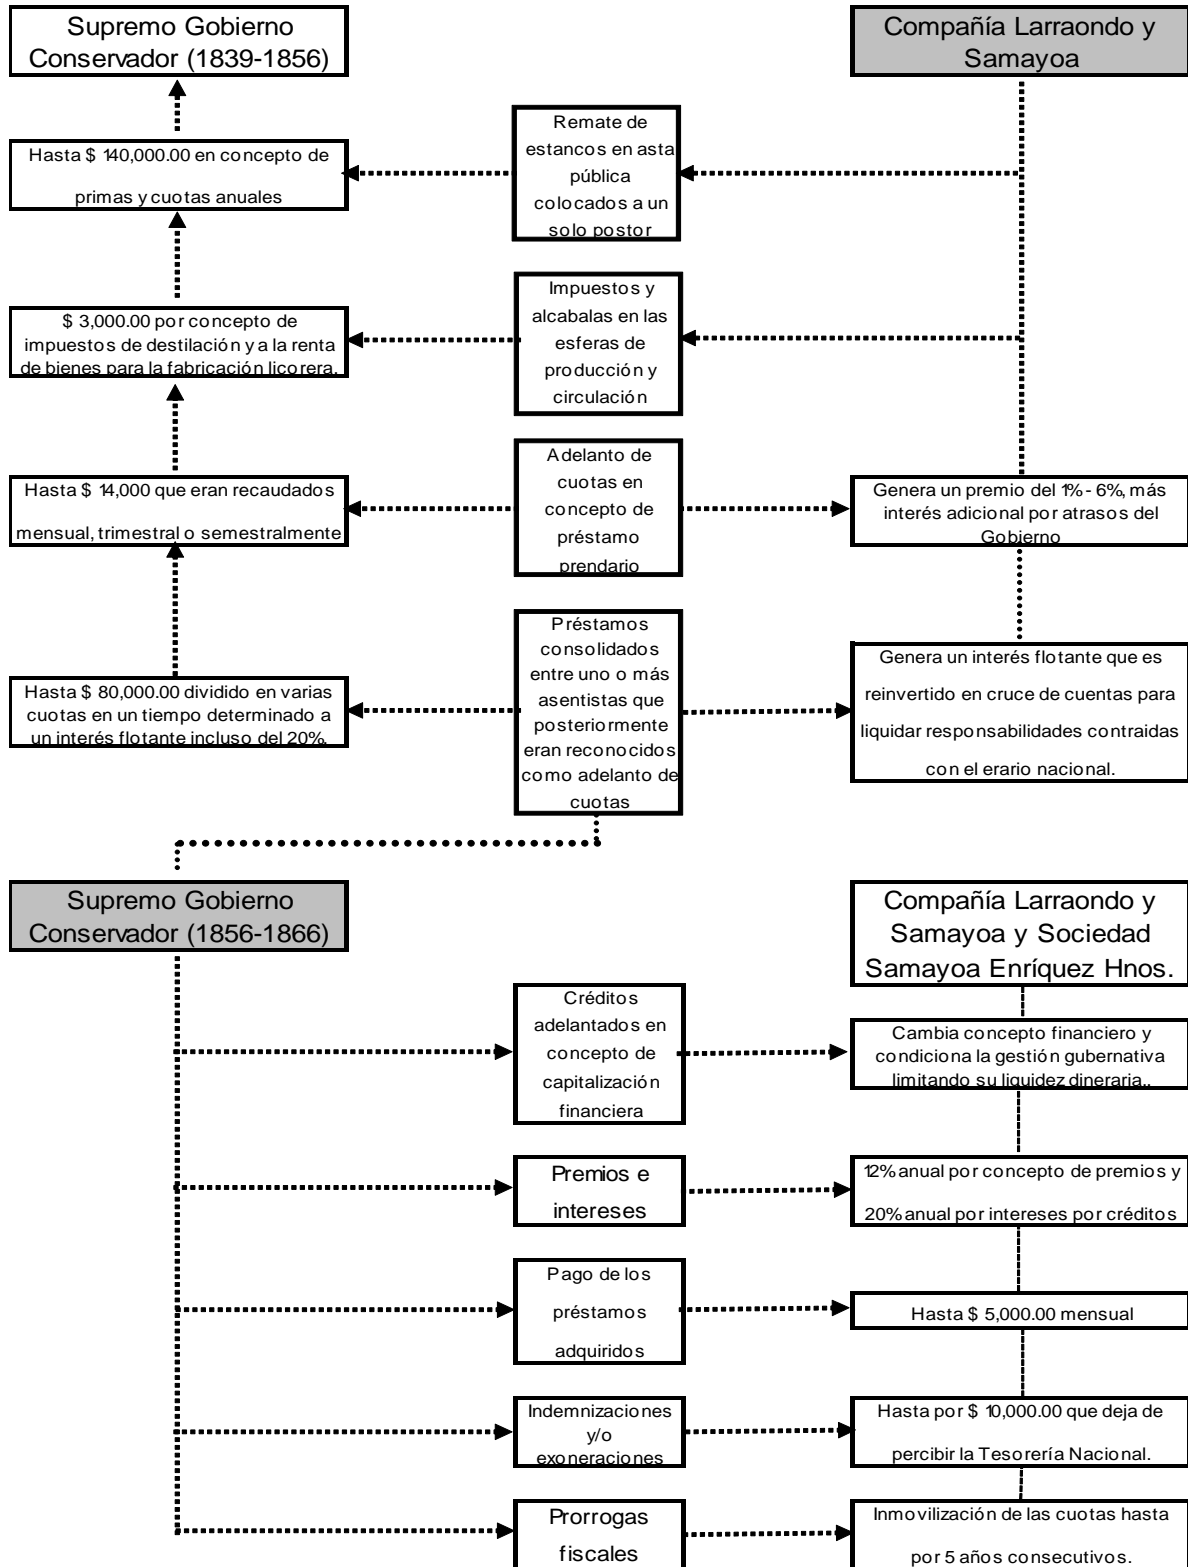 Supremo Gobierno
Conservador (1839-1856)
Compañía Larraondo y
Samayoa
Remate de
estancos en asta
pública
colocados a un
solo postor
Hasta $ 140,000.00 en concepto de
primas y cuotas anuales
Impuestos y
alcabalas en las
esferas de
producción y
circulación
$ 3,000.00 por concepto de
impuestos de destilación y a la renta
de bienes para la fabricación licorera.
Adelanto de
cuotas en
concepto de
préstamo
prendario
Hasta $ 14,000 que eran recaudados
mensual, trimestral o semestralmente
Genera un premio del 1% - 6%, más
interés adicional por atrasos del
Gobierno
Préstamos
consolidados
entre uno o más
asentistas que
posteriormente
eran reconocidos
como adelanto de
cuotas
Hasta $ 80,000.00 dividido en varias
cuotas en un tiempo determinado a
un interés flotante incluso del 20%.
Genera un interés flotante que es
reinvertido en cruce de cuentas para
liquidar responsabilidades contraidas
con el erario nacional.
Supremo Gobierno
Conservador (1856-1866)
Compañía Larraondo y
Samayoa y Sociedad
Samayoa Enríquez Hnos.
Créditos
adelantados en
concepto de
capitalización
financiera
Cambia concepto financiero y
condiciona la gestión gubernativa
limitando su liquidez dineraria..
Premios e
intereses
12% anual por concepto de premios y
20% anual por intereses por créditos
Pago de los
préstamos
adquiridos
Hasta $ 5,000.00 mensual
Indemnizaciones
y/o
exoneraciones
Hasta por $ 10,000.00 que deja de
percibir la Tesorería Nacional.
Prorrogas
fiscales
Inmovilización de las cuotas hasta
por 5 años consecutivos.